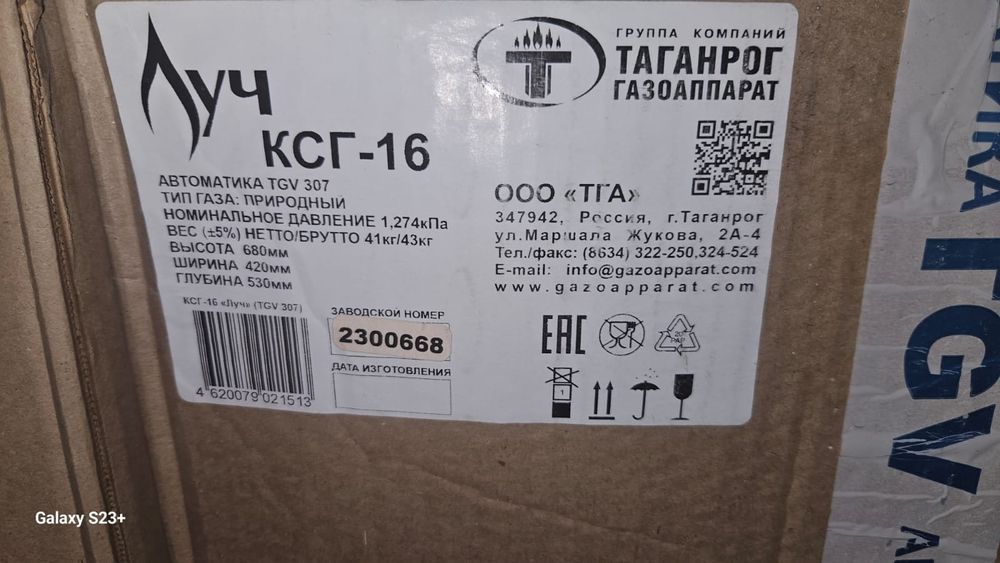 Луч
КСГ-16
ГРУППА КОМПАНИЙ
ТАГАНРОГ
ГАЗОАППАРАТ
АВТОМАТИКА TGV 307
ТИП ГАЗА: ПРИРОДНЫЙ
НОМИНАЛЬНОЕ ДАВЛЕНИЕ 1,274кПа
ВЕС (±5%) НЕТТО/БРУТТО 41кг/43кг
ВЫСОТА 680мм
ШИРИНА 420мм
ГЛУБИНА 530мм
ООО «ТГА»
347942, Россия, г.Таганрог
ул.Маршала Жукова, 2А-4
Тел./факс: (8634) 322-250,324-524
E-mail: info@gazoapparat.com
www.gazoapparat.com
КСГ-16 «Луч» (TGV 307)
4 620079 021513
ЗАВОДСКОЙ НОМЕР
2300668
ДАТА ИЗГОТОВЛЕНИЯ
EAC
20
PAP
1
TGV
Galaxy S23+